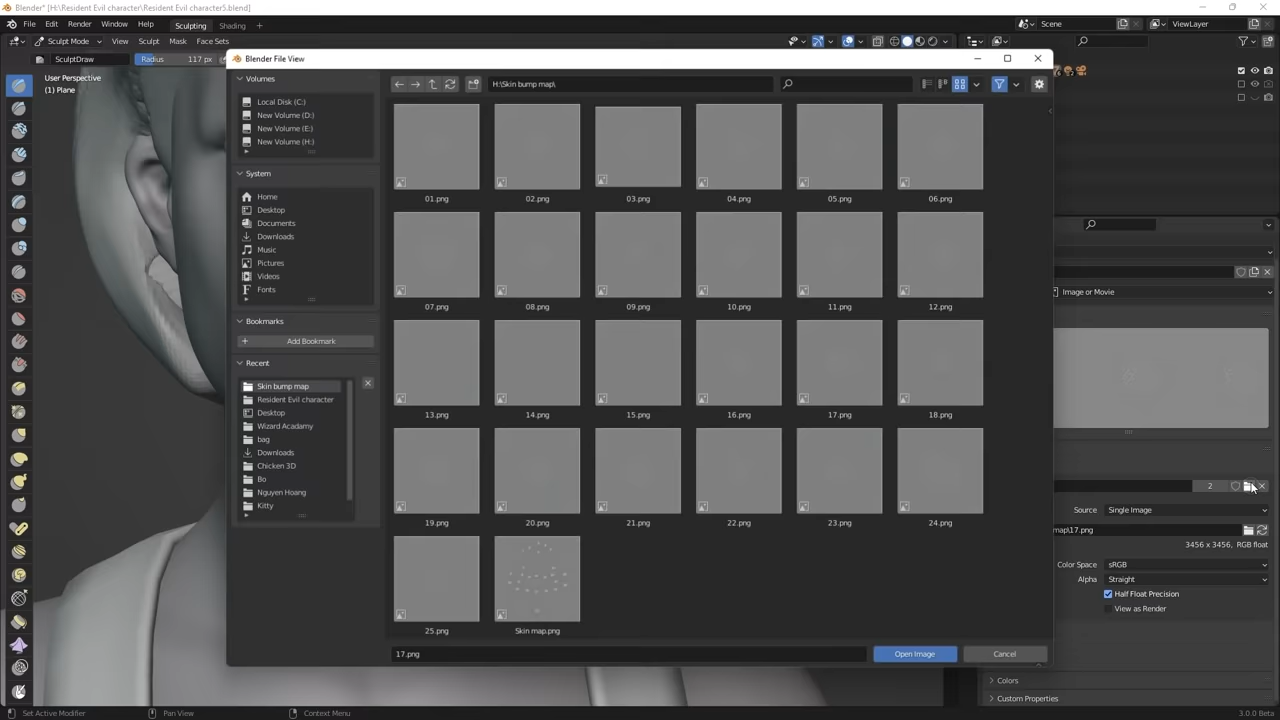 Blender* [H:\Resident Evil character\Resident Evil character5.blend]
File Edit Render Window Help Sculpting Shading + Scene ViewLayer
Sculpt Mode View Sculpt Mask Face Sets
SculptDraw Radius 117 px
User Perspective
(1) Plane
Blender File View
Volumes
Local Disk (C:)
New Volume (D:)
New Volume (E:)
New Volume (H:)
System
Home
Desktop
Documents
Downloads
Music
Pictures
Videos
Fonts
Bookmarks
Add Bookmark
Recent
Skin bump map
Resident Evil character
Desktop
Wizard Acadamy
bag
Downloads
Chicken 3D
Bo
Nguyen Hoang
Kitty
H:\Skin bump map\
01.png 02.png 03.png 04.png 05.png 06.png
07.png 08.png 09.png 10.png 11.png 12.png
13.png 14.png 15.png 16.png 17.png 18.png
19.png 20.png 21.png 22.png 23.png 24.png
25.png Skin map.png
17.png Open Image Cancel
Image or Movie
2
Source Single Image
map\17.png
3456 x 3456, RGB float
Color Space sRGB
Alpha Straight
Half Float Precision
View as Render
Colors
Custom Properties
Set Active Modifier Pan View Context Menu 3.0.0 Beta